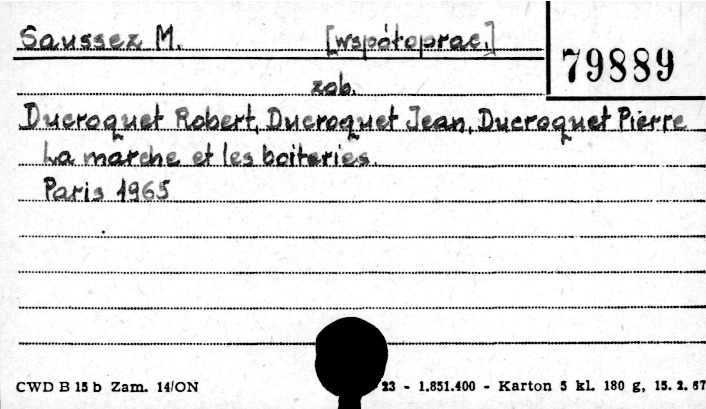 Saussez M. [współoprac.]
79889
zob.
Ducroquet Robert, Ducroquet Jean, Ducroquet Pierre
La marche et les boiteries.
Paris 1965
CWD B 15 b Zam. 14/ON 23 - 1.851.400 - Karton 5 kl. 180 g, 15. 2. 67